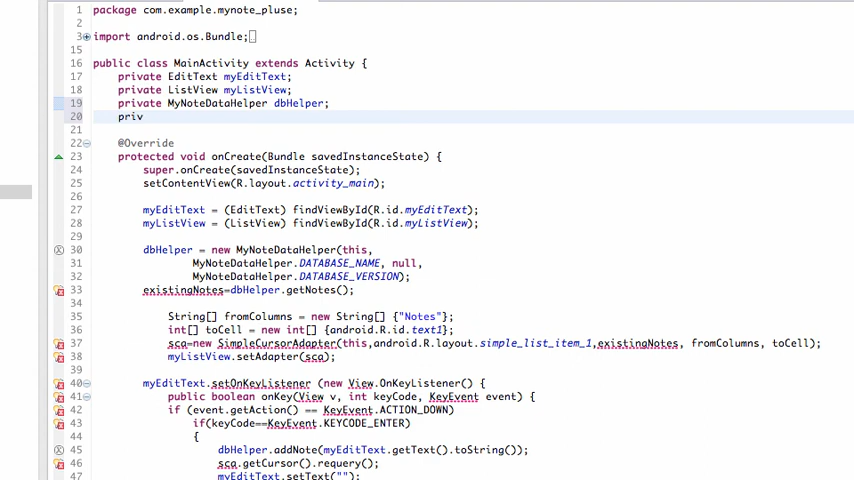 1 package com.example.mynote_pluse;
2
3 import android.os.Bundle;
15
16 public class MainActivity extends Activity {
17 private EditText myEditText;
18 private ListView myListView;
19 private MyNoteDataHelper dbHelper;
20 priv
21
22 @Override
23 protected void onCreate(Bundle savedInstanceState) {
24 super.onCreate(savedInstanceState);
25 setContentView(R.layout.activity_main);
26
27 myEditText = (EditText) findViewById(R.id.myEditText);
28 myListView = (ListView) findViewById(R.id.myListView);
29
30 dbHelper = new MyNoteDataHelper(this,
31 MyNoteDataHelper.DATABASE_NAME, null,
32 MyNoteDataHelper.DATABASE_VERSION);
33 existingNotes=dbHelper.getNotes();
34
35 String[] fromColumns = new String[] {"Notes"};
36 int[] toCell = new int[] {android.R.id.text1};
37 sca=new SimpleCursorAdapter(this,android.R.layout.simple_list_item_1,existingNotes, fromColumns, toCell);
38 myListView.setAdapter(sca);
39
40 myEditText.setOnKeyListener (new View.OnKeyListener() {
41 public boolean onKey(View v, int keyCode, KeyEvent event) {
42 if (event.getAction() == KeyEvent.ACTION_DOWN)
43 if(keyCode==KeyEvent.KEYCODE_ENTER)
44 {
45 dbHelper.addNote(myEditText.getText().toString());
46 sca.getCursor().requery();
47 myEditText.setText("");